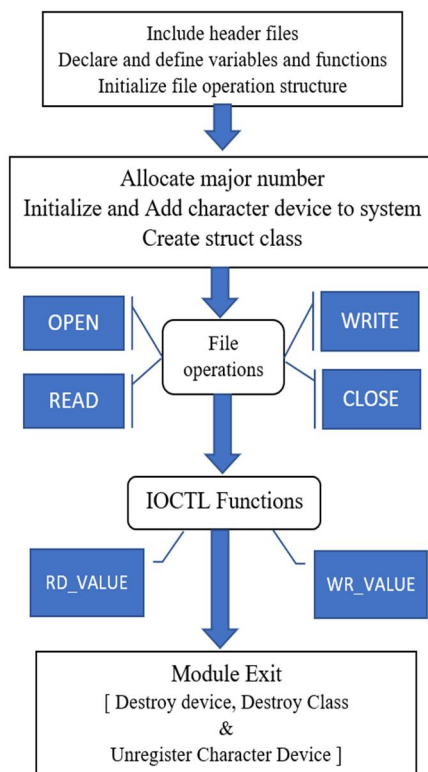 Include header files
Declare and define variables and functions
Initialize file operation structure
Allocate major number
Initialize and Add character device to system
Create struct class
OPEN
WRITE
File
operations
READ
CLOSE
IOCTL Functions
RD_VALUE
WR_VALUE
Module Exit
[ Destroy device, Destroy Class
&
Unregister Character Device ]